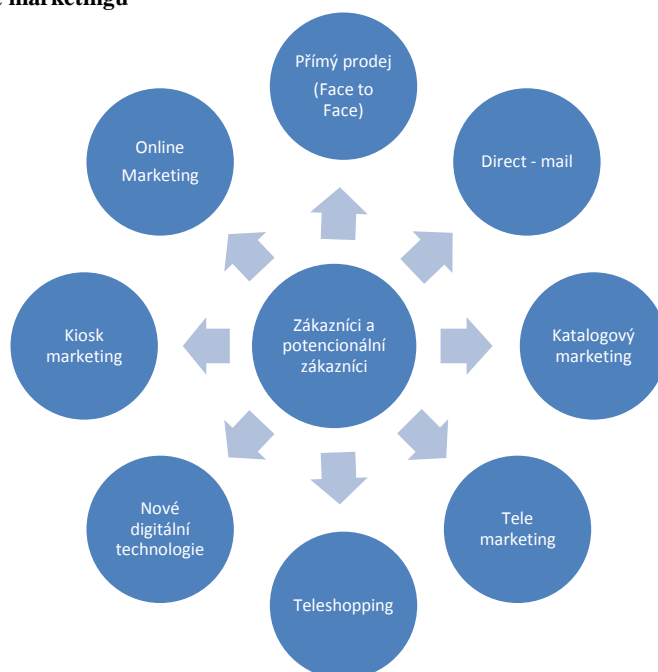 marketingu
Přímý prodej
(Face to
Face)
Online
Marketing
Direct - mail
Kiosk
marketing
Zákazníci a
potencionální
zákazníci
Katalogový
marketing
Nové
digitální
technologie
Tele
marketing
Teleshopping